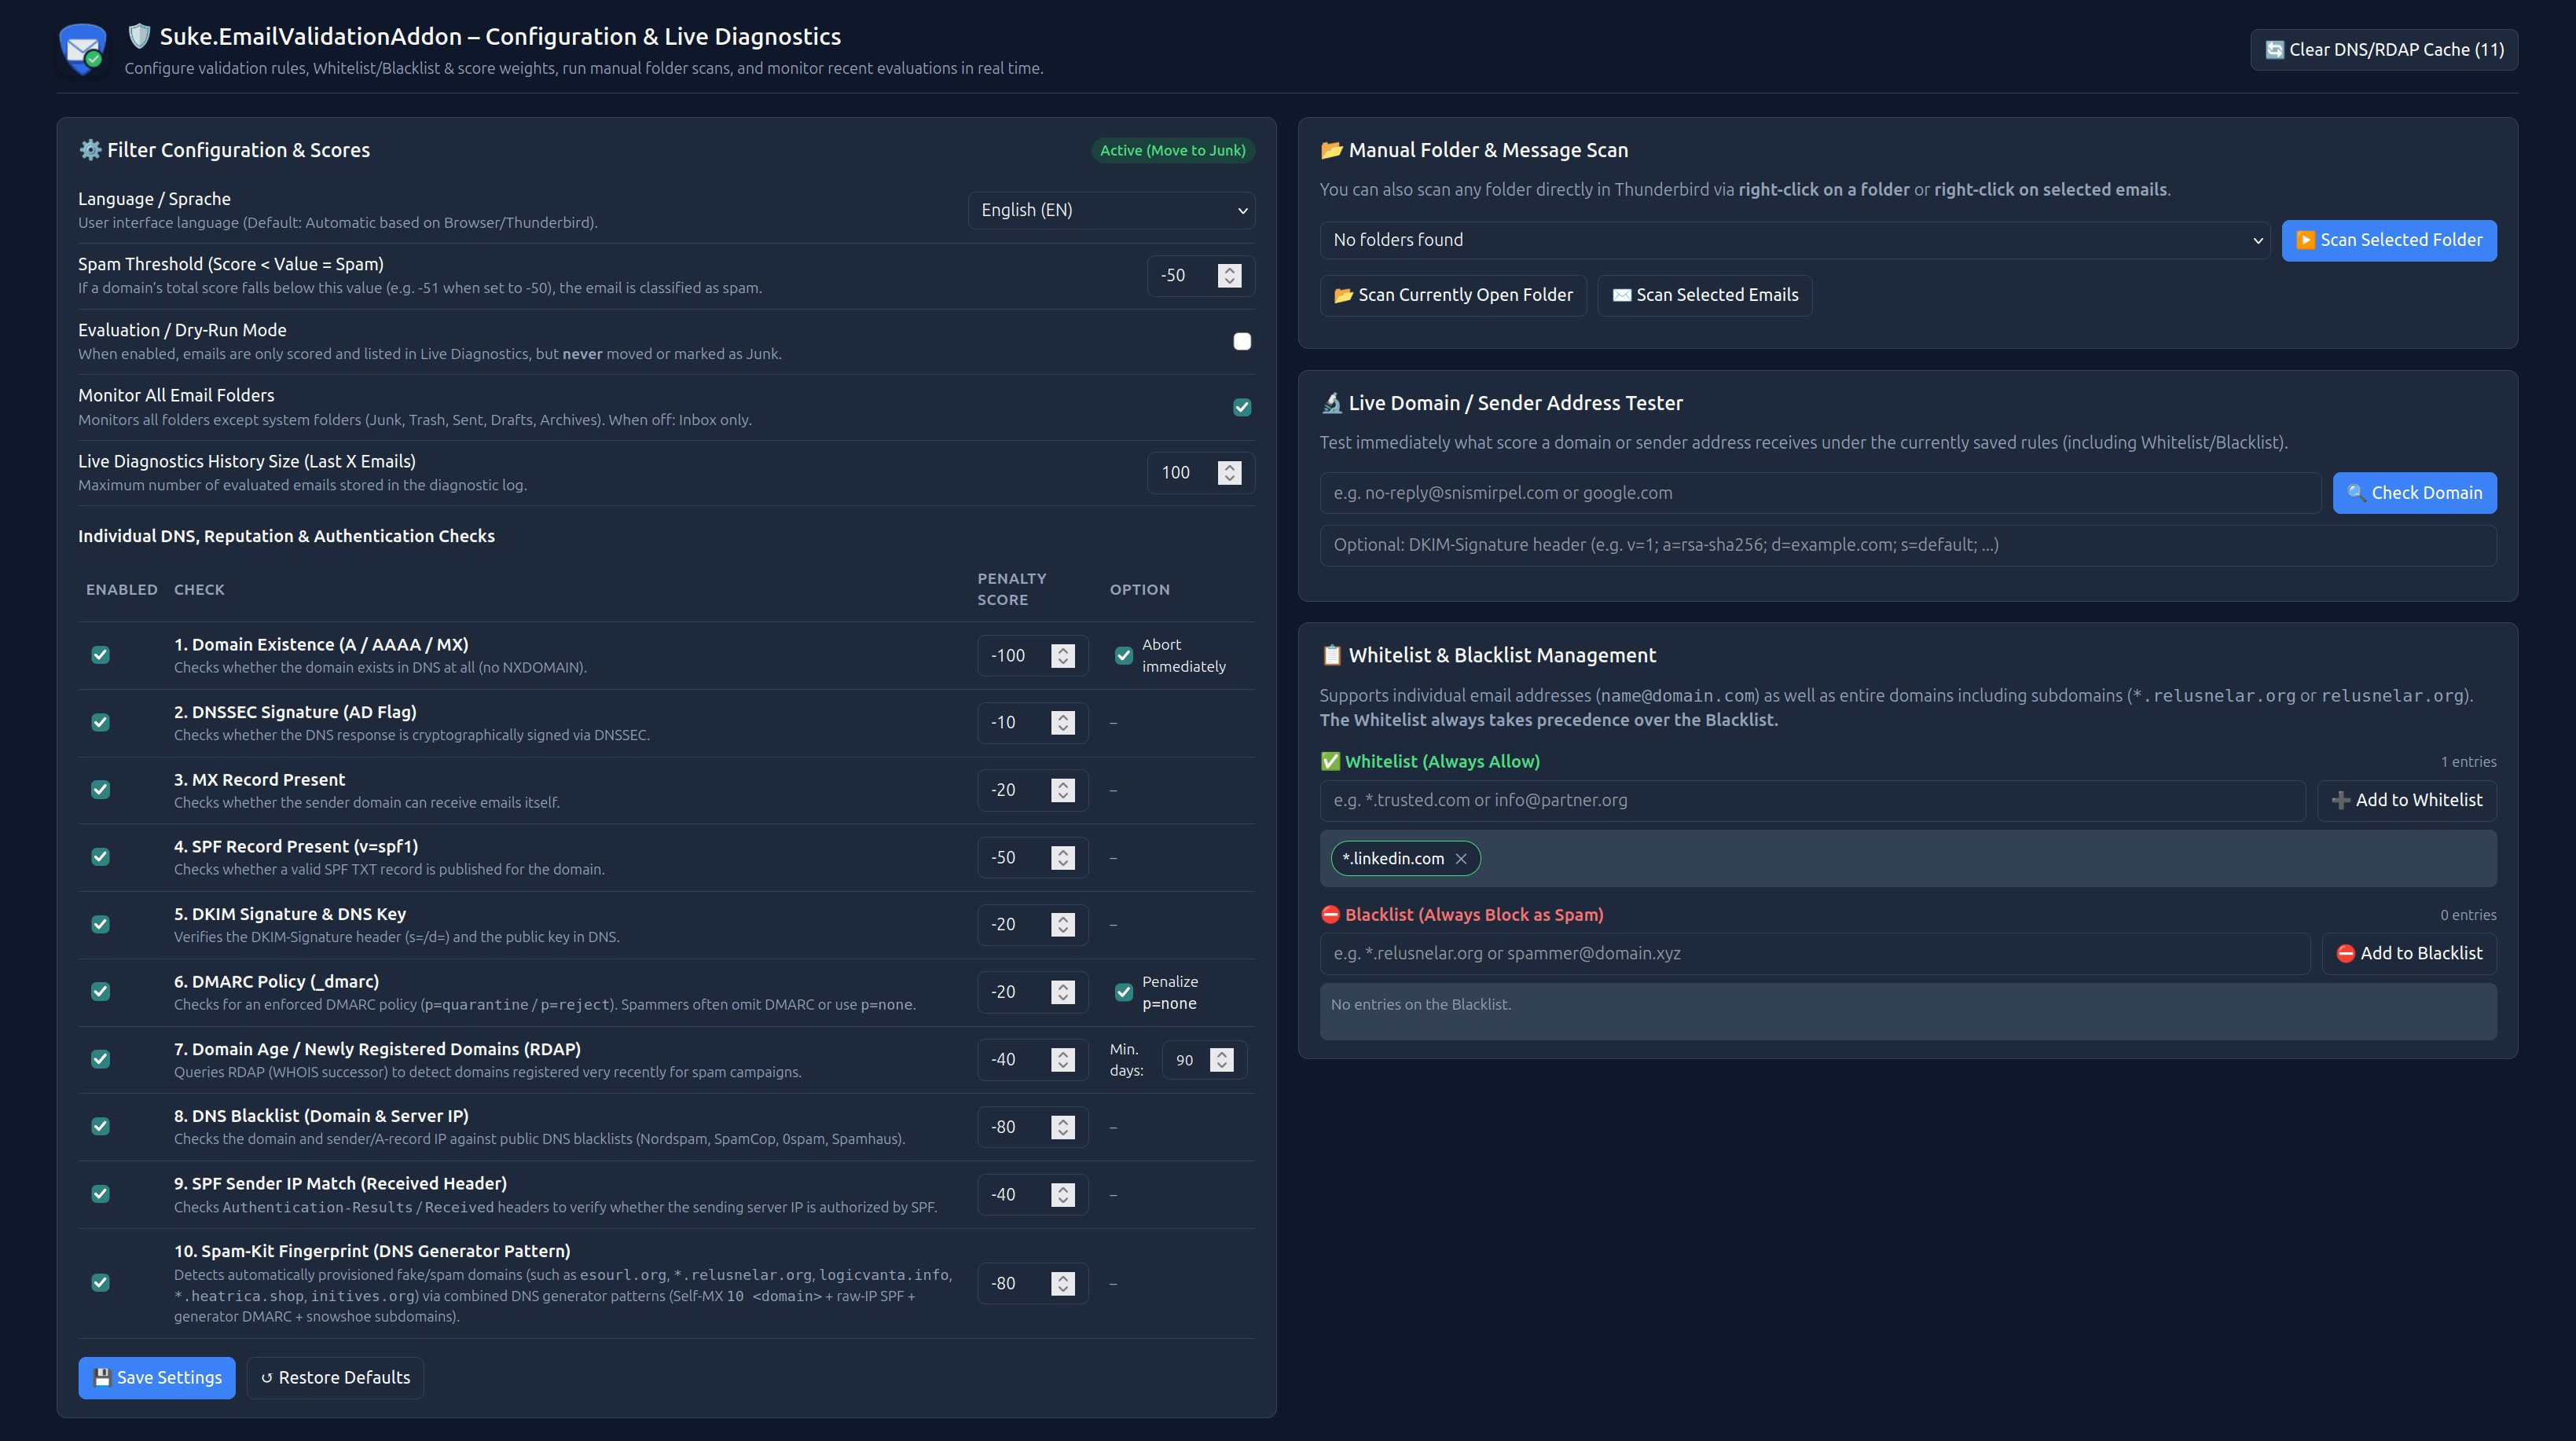 🛡️ Suke.EmailValidationAddon – Configuration & Live Diagnostics
Configure validation rules, Whitelist/Blacklist & score weights, run manual folder scans, and monitor recent evaluations in real time.
🔄 Clear DNS/RDAP Cache (11)
⚙️ Filter Configuration & Scores
Active (Move to Junk)
Language / Sprache
User interface language (Default: Automatic based on Browser/Thunderbird).
English (EN)
Spam Threshold (Score < Value = Spam)
If a domain's total score falls below this value (e.g. -51 when set to -50), the email is classified as spam.
-50
Evaluation / Dry-Run Mode
When enabled, emails are only scored and listed in Live Diagnostics, but never moved or marked as Junk.
Monitor All Email Folders
Monitors all folders except system folders (Junk, Trash, Sent, Drafts, Archives). When off: Inbox only.
Live Diagnostics History Size (Last X Emails)
Maximum number of evaluated emails stored in the diagnostic log.
100
Individual DNS, Reputation & Authentication Checks
ENABLED CHECK PENALTY SCORE OPTION
1. Domain Existence (A / AAAA / MX)
Checks whether the domain exists in DNS at all (no NXDOMAIN).
-100
Abort
immediately
2. DNSSEC Signature (AD Flag)
Checks whether the DNS response is cryptographically signed via DNSSEC.
-10 –
3. MX Record Present
Checks whether the sender domain can receive emails itself.
-20 –
4. SPF Record Present (v=spf1)
Checks whether a valid SPF TXT record is published for the domain.
-50 –
5. DKIM Signature & DNS Key
Verifies the DKIM-Signature header (s=/d=) and the public key in DNS.
-20 –
6. DMARC Policy (_dmarc)
Checks for an enforced DMARC policy (p=quarantine / p=reject). Spammers often omit DMARC or use p=none.
-20
Penalize
p=none
7. Domain Age / Newly Registered Domains (RDAP)
Queries RDAP (WHOIS successor) to detect domains registered very recently for spam campaigns.
-40
Min.
days:
90
8. DNS Blacklist (Domain & Server IP)
Checks the domain and sender/A-record IP against public DNS blacklists (Nordspam, SpamCop, 0spam, Spamhaus).
-80 –
9. SPF Sender IP Match (Received Header)
Checks Authentication-Results / Received headers to verify whether the sending server IP is authorized by SPF.
-40 –
10. Spam-Kit Fingerprint (DNS Generator Pattern)
Detects automatically provisioned fake/spam domains (such as esourl.org, *.relusnelar.org, logicvanta.info,
*.heatrica.shop, initives.org) via combined DNS generator patterns (Self-MX 10 <domain> + raw-IP SPF +
generator DMARC + snowshoe subdomains).
-80 –
💾 Save Settings
↺ Restore Defaults
📂 Manual Folder & Message Scan
You can also scan any folder directly in Thunderbird via right-click on a folder or right-click on selected emails.
No folders found
▶️ Scan Selected Folder
📂 Scan Currently Open Folder
✉️ Scan Selected Emails
🔬 Live Domain / Sender Address Tester
Test immediately what score a domain or sender address receives under the currently saved rules (including Whitelist/Blacklist).
e.g. no-reply@snismirpel.com or google.com
🔍 Check Domain
Optional: DKIM-Signature header (e.g. v=1; a=rsa-sha256; d=example.com; s=default; ...)
📋 Whitelist & Blacklist Management
Supports individual email addresses (name@domain.com) as well as entire domains including subdomains (*.relusnelar.org or relusnelar.org).
The Whitelist always takes precedence over the Blacklist.
✅ Whitelist (Always Allow)
1 entries
e.g. *.trusted.com or info@partner.org
➕ Add to Whitelist
*.linkedin.com ✕
⛔ Blacklist (Always Block as Spam)
0 entries
e.g. *.relusnelar.org or spammer@domain.xyz
⛔ Add to Blacklist
No entries on the Blacklist.